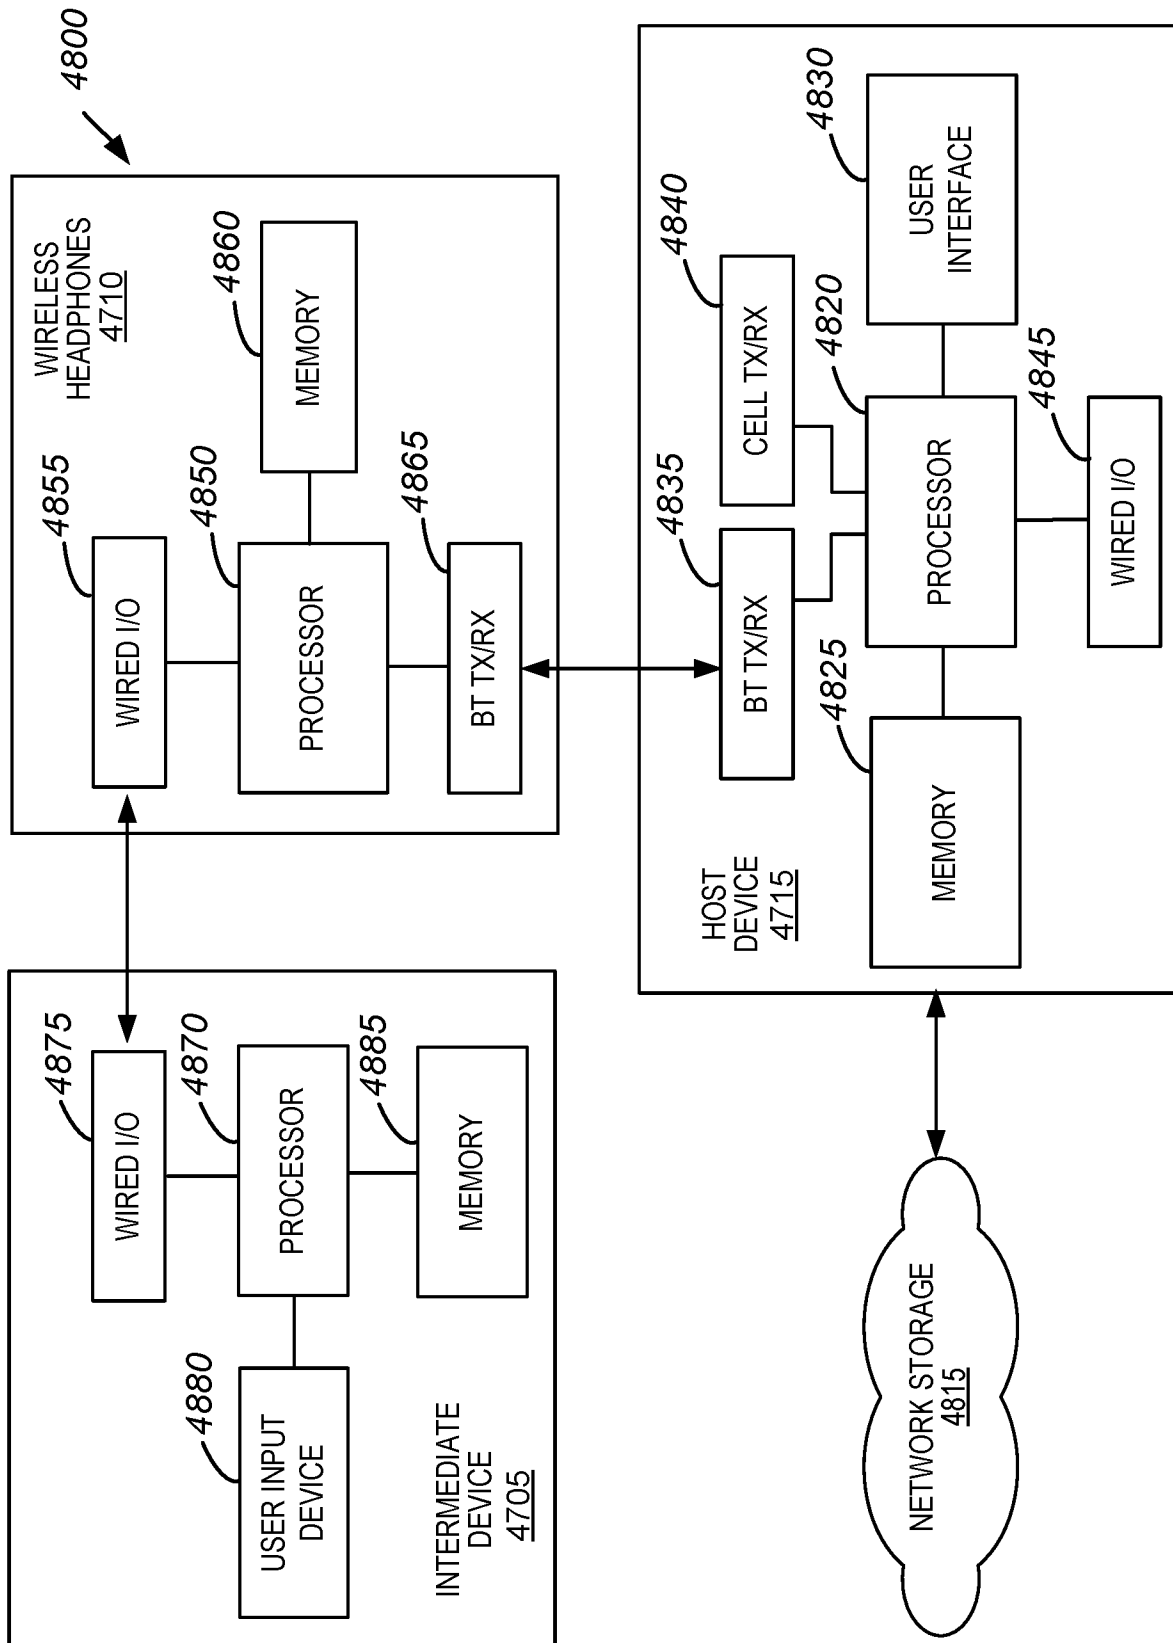 4800
INTERMEDIATE
DEVICE
4705
WIRED I/O
4875
PROCESSOR
4870
USER INPUT
DEVICE
4880
MEMORY
4885
WIRELESS
HEADPHONES
4710
WIRED I/O
4855
PROCESSOR
4850
MEMORY
4860
BT TX/RX
4865
HOST
DEVICE
4715
BT TX/RX
4835
CELL TX/RX
4840
MEMORY
4825
PROCESSOR
4820
USER
INTERFACE
4830
WIRED I/O
4845
NETWORK STORAGE
4815